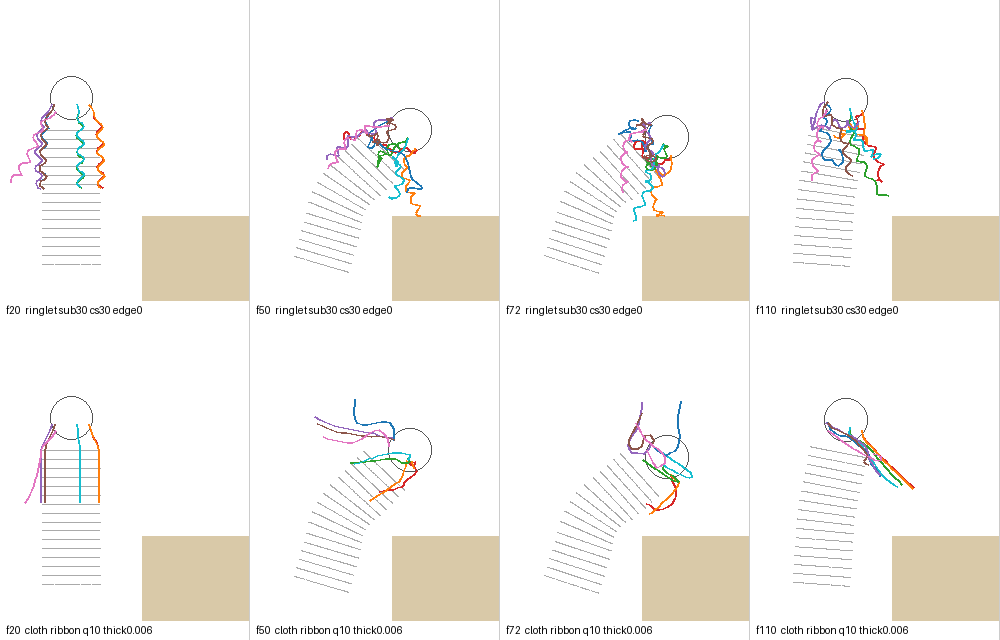 f20 ringletsub30 cs30 edge0
f50 ringletsub30 cs30 edge0
f72 ringletsub30 cs30 edge0
f110 ringletsub30 cs30 edge0
f20 cloth ribbon q10 thick0.006
f50 cloth ribbon q10 thick0.006
f72 cloth ribbon q10 thick0.006
f110 cloth ribbon q10 thick0.006